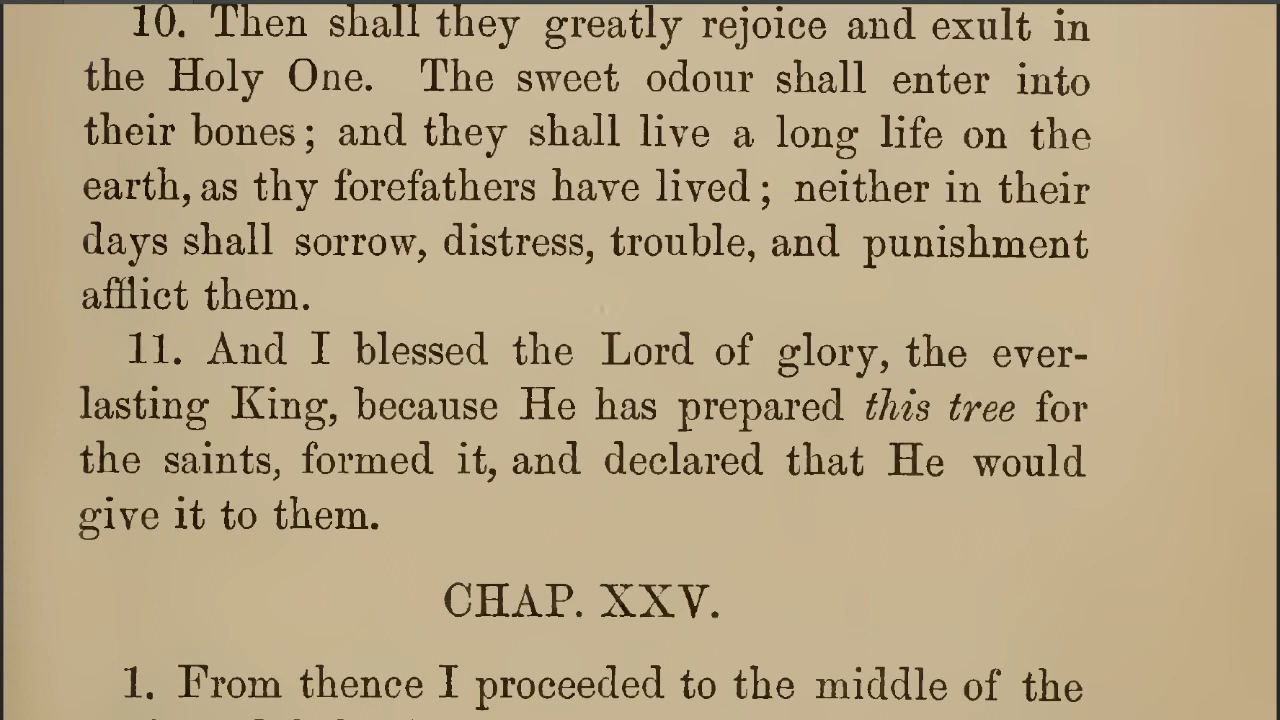 10. Then shall they greatly rejoice and exult in
the Holy One. The sweet odour shall enter into
their bones; and they shall live a long life on the
earth, as thy forefathers have lived; neither in their
days shall sorrow, distress, trouble, and punishment
afflict them.
11. And I blessed the Lord of glory, the ever-
lasting King, because He has prepared this tree for
the saints, formed it, and declared that He would
give it to them.
CHAP. XXV.
1. From thence I proceeded to the middle of the